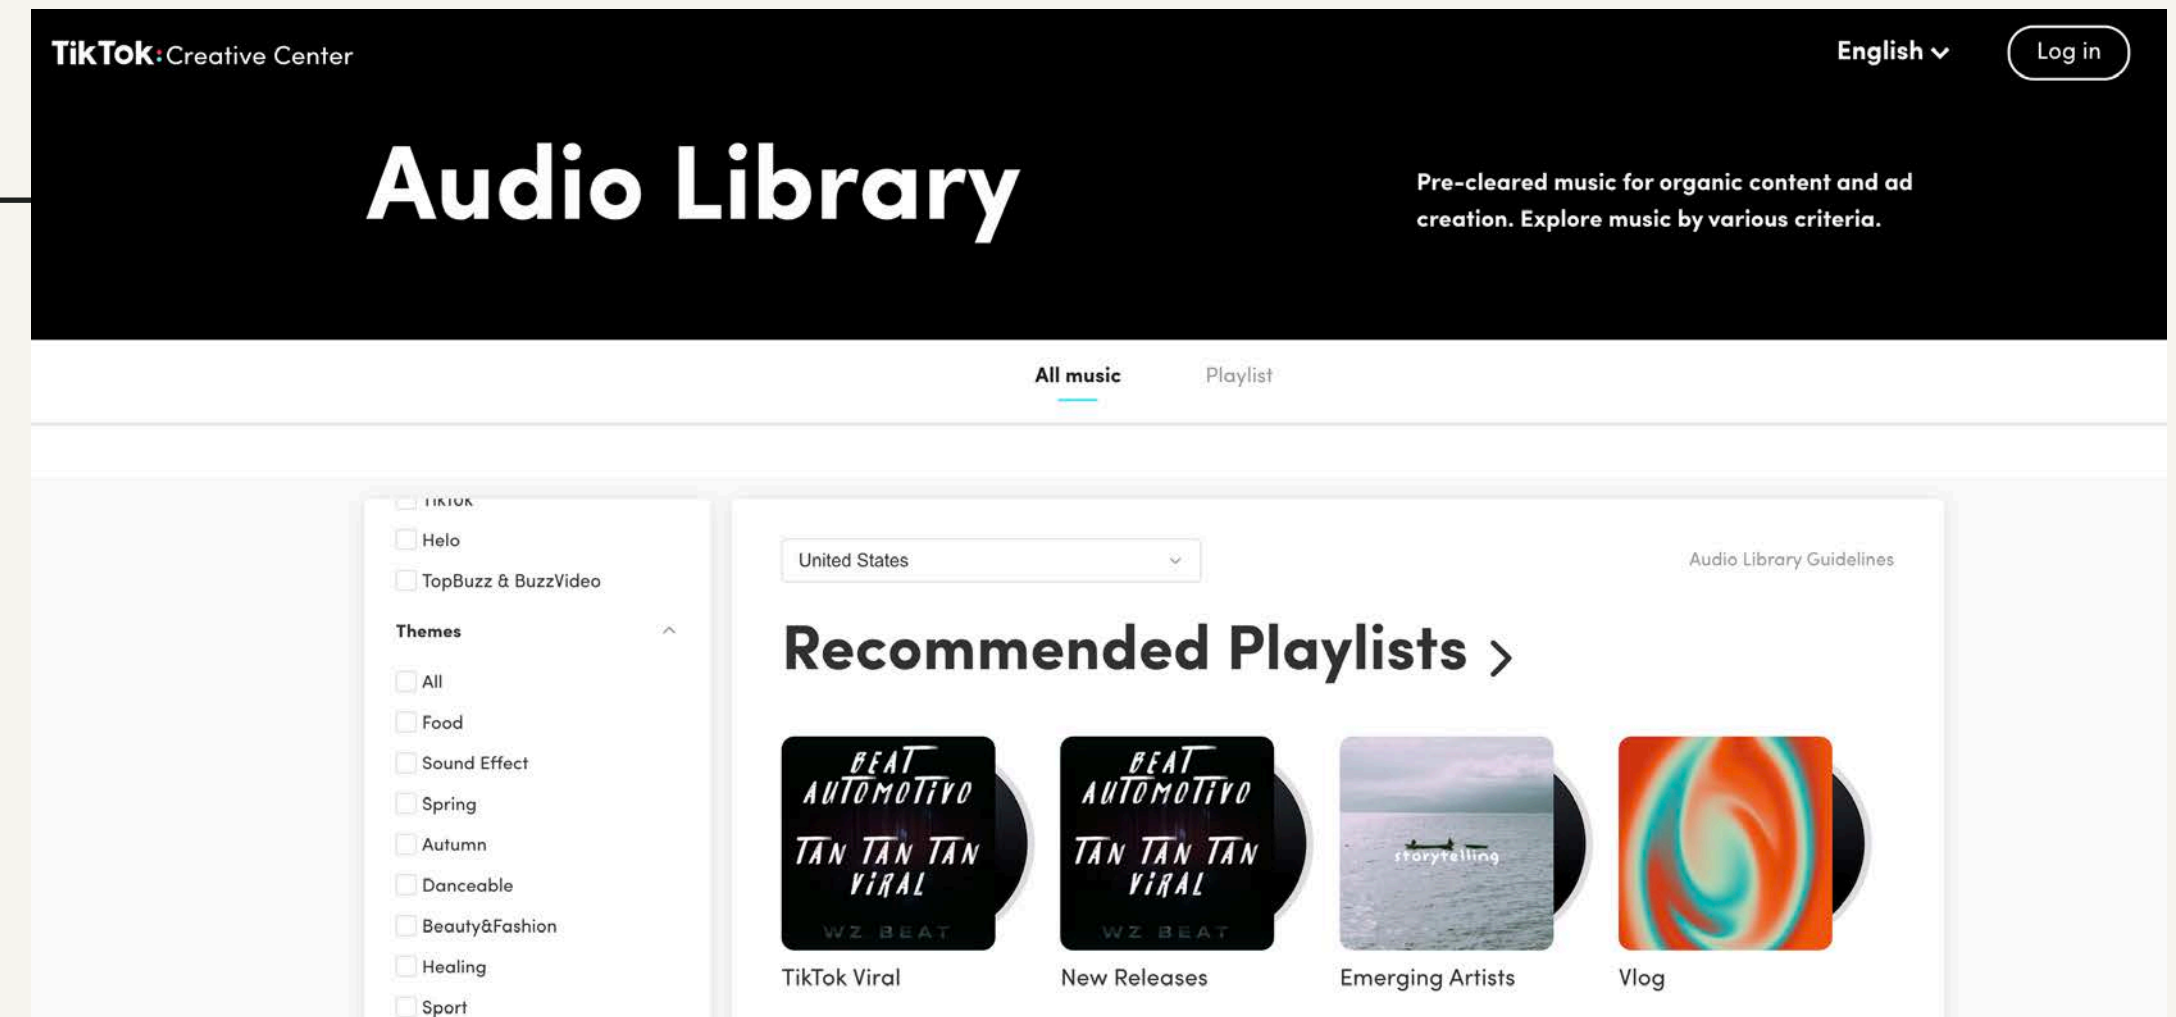 TikTok: Creative Center
English
Log in
Audio Library
Pre-cleared music for organic content and ad
creation. Explore music by various criteria.
All music
Playlist
TikTok
Helo
TopBuzz & BuzzVideo
Themes
All
Food
Sound Effect
Spring
Autumn
Danceable
Beauty&Fashion
Healing
Sport
United States
Audio Library Guidelines
Recommended Playlists
BEAT
AUTOMOTIVO
TAN TAN TAN
VIRAL
WZ BEAT
TikTok Viral
BEAT
AUTOMOTIVO
TAN TAN TAN
VIRAL
WZ BEAT
New Releases
storytelling
Emerging Artists
Vlog